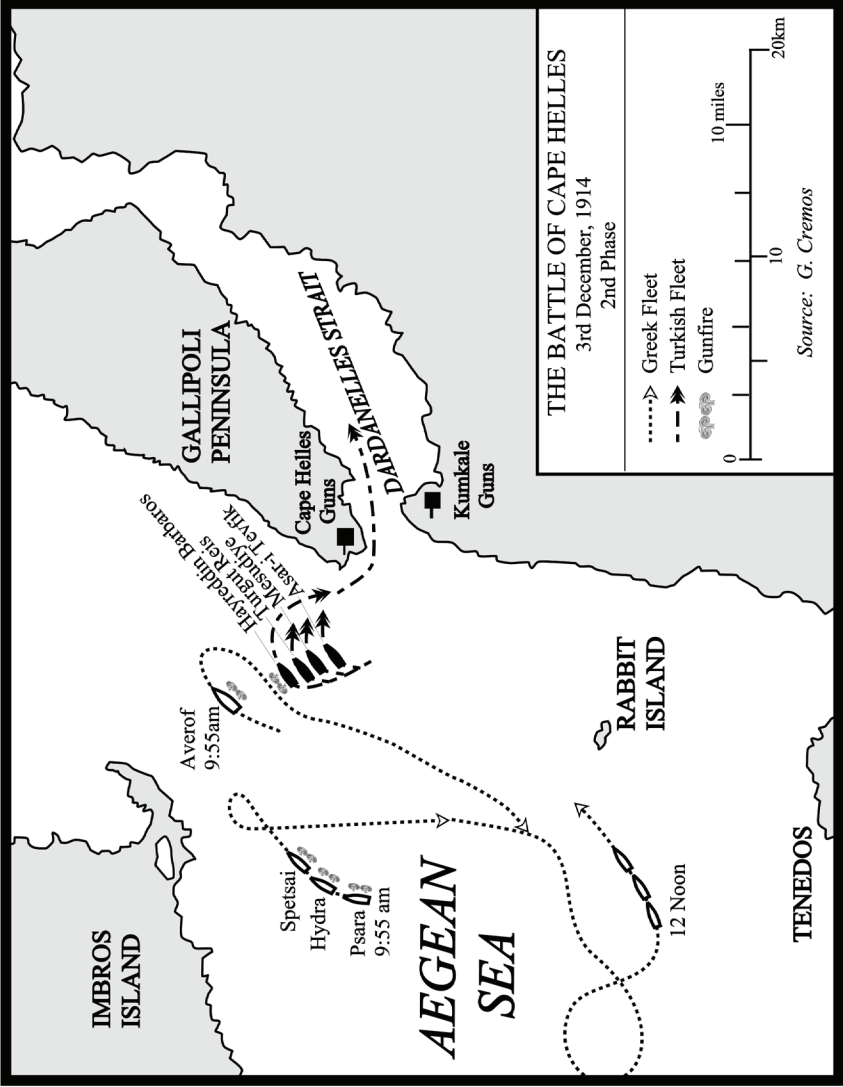 THE BATTLE OF CAPE HELLES
3rd December, 1914
2nd Phase
Greek Fleet
Turkish Fleet
Gunfire
0
10
20km
10 miles
Source: G. Cremos
IMBROS
ISLAND
GALLIPOLI
PENINSULA
Averof
9:55am
Hayreddin Barbaros
Turgut Reis
Mesudiye
Asar-ı Tevfik
Cape Helles
Guns
DARDANELLES STRAIT
Kumkale
Guns
Spetsai
Hydra
Psara
9:55 am
AEGEAN
SEA
RABBIT
ISLAND
12 Noon
TENEDOS